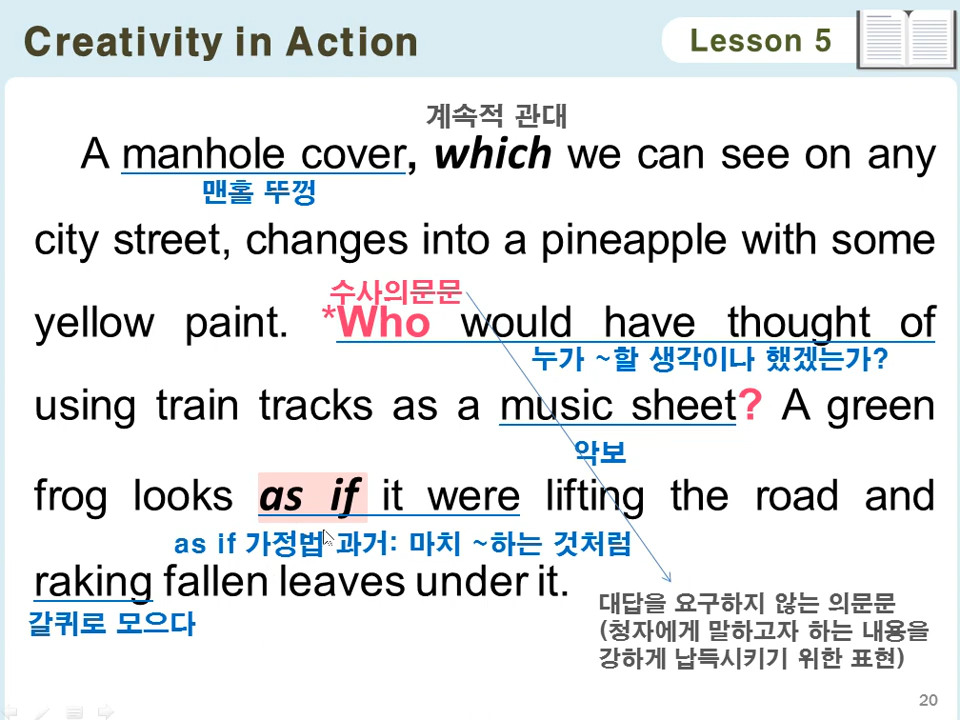 Creativity in Action
Lesson 5
계속적 관대
A manhole cover, which we can see on any
맨홀 뚜껑
city street, changes into a pineapple with some
수사의문문
yellow paint. *Who would have thought of
누가 ~할 생각이나 했겠는가?
using train tracks as a music sheet? A green
악보
frog looks as if it were lifting the road and
as if 가정법 과거: 마치 ~하는 것처럼
raking fallen leaves under it.
갈퀴로 모으다
대답을 요구하지 않는 의문문
(청자에게 말하고자 하는 내용을
강하게 납득시키기 위한 표현)
20